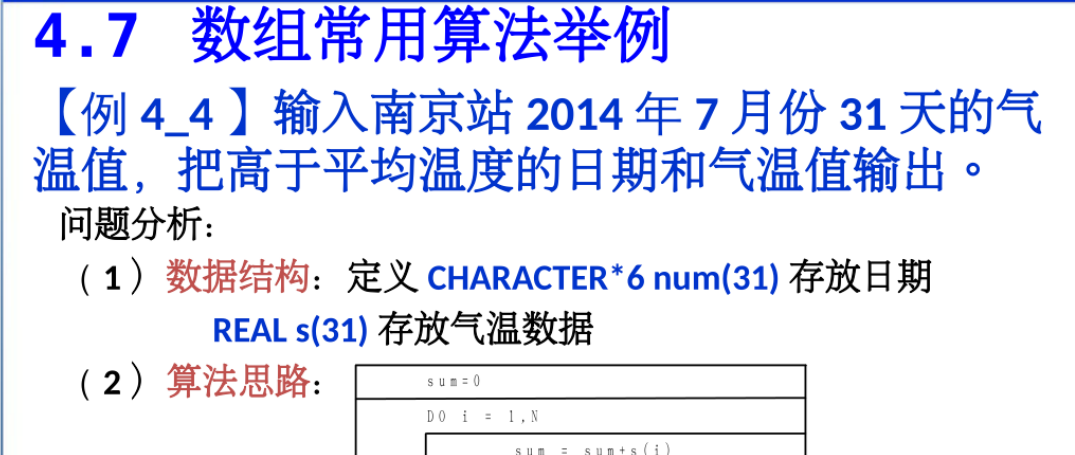 4.7 数组常用算法举例
【例 4_4 】输入南京站 2014 年 7 月份 31 天的气
温值，把高于平均温度的日期和气温值输出。
问题分析：
（1）数据结构：定义 CHARACTER*6 num(31) 存放日期
REAL s(31) 存放气温数据
（2）算法思路：
sum=0
DO i = 1,N
sum = sum+s(i)